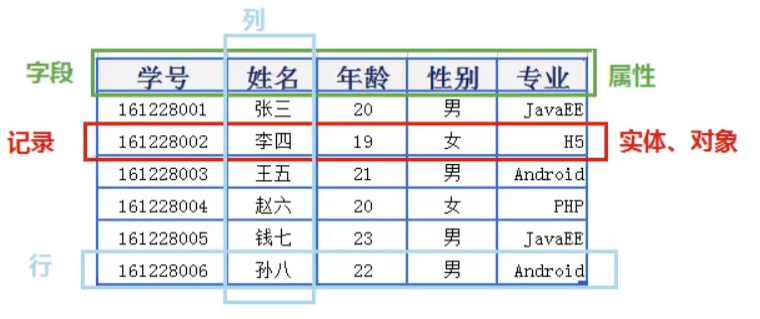 列
字段 学号 姓名 年龄 性别 专业 属性
161228001 张三 20 男 JavaEE
记录 161228002 李四 19 女 H5 实体、对象
161228003 王五 21 男 Android
161228004 赵六 20 女 PHP
161228005 钱七 23 男 JavaEE
行 161228006 孙八 22 男 Android